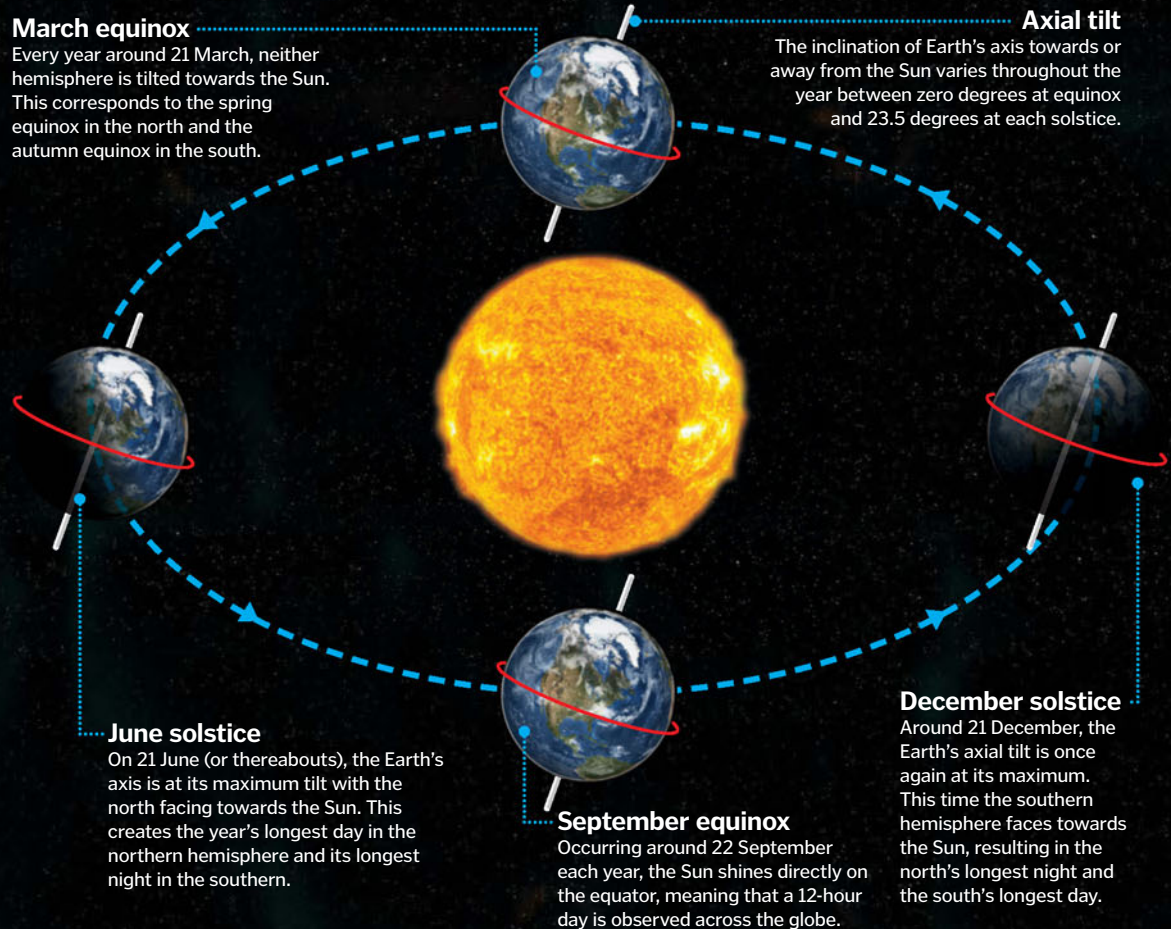 March equinox
Every year around 21 March, neither
hemisphere is tilted towards the Sun.
This corresponds to the spring
equinox in the north and the
autumn equinox in the south.
Axial tilt
The inclination of Earth's axis towards or
away from the Sun varies throughout the
year between zero degrees at equinox
and 23.5 degrees at each solstice.
June solstice
On 21 June (or thereabouts), the Earth's
axis is at its maximum tilt with the
north facing towards the Sun. This
creates the year's longest day in the
northern hemisphere and its longest
night in the southern.
September equinox
Occurring around 22 September
each year, the Sun shines directly on
the equator, meaning that a 12-hour
day is observed across the globe.
December solstice
Around 21 December, the
Earth's axial tilt is once
again at its maximum.
This time the southern
hemisphere faces towards
the Sun, resulting in the
north's longest night and
the south's longest day.